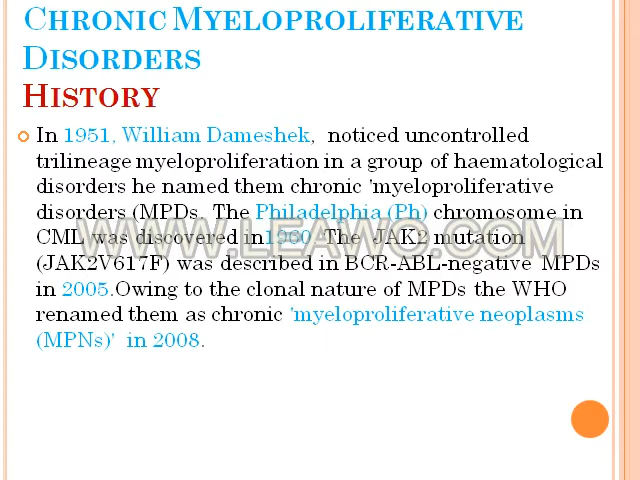 CHRONIC MYELOPROLIFERATIVE
DISORDERS
HISTORY
In 1951, William Dameshek, noticed uncontrolled
trilineage myeloproliferation in a group of haematological
disorders he named them chronic 'myeloproliferative
disorders (MPDs. The Philadelphia (Ph) chromosome in
CML was discovered in1960 The JAK2 mutation
(JAK2V617F) was described in BCR-ABL-negative MPDs
in 2005.Owing to the clonal nature of MPDs the WHO
renamed them as chronic 'myeloproliferative neoplasms
(MPNs)' in 2008.
WWW.LEAWO.COM